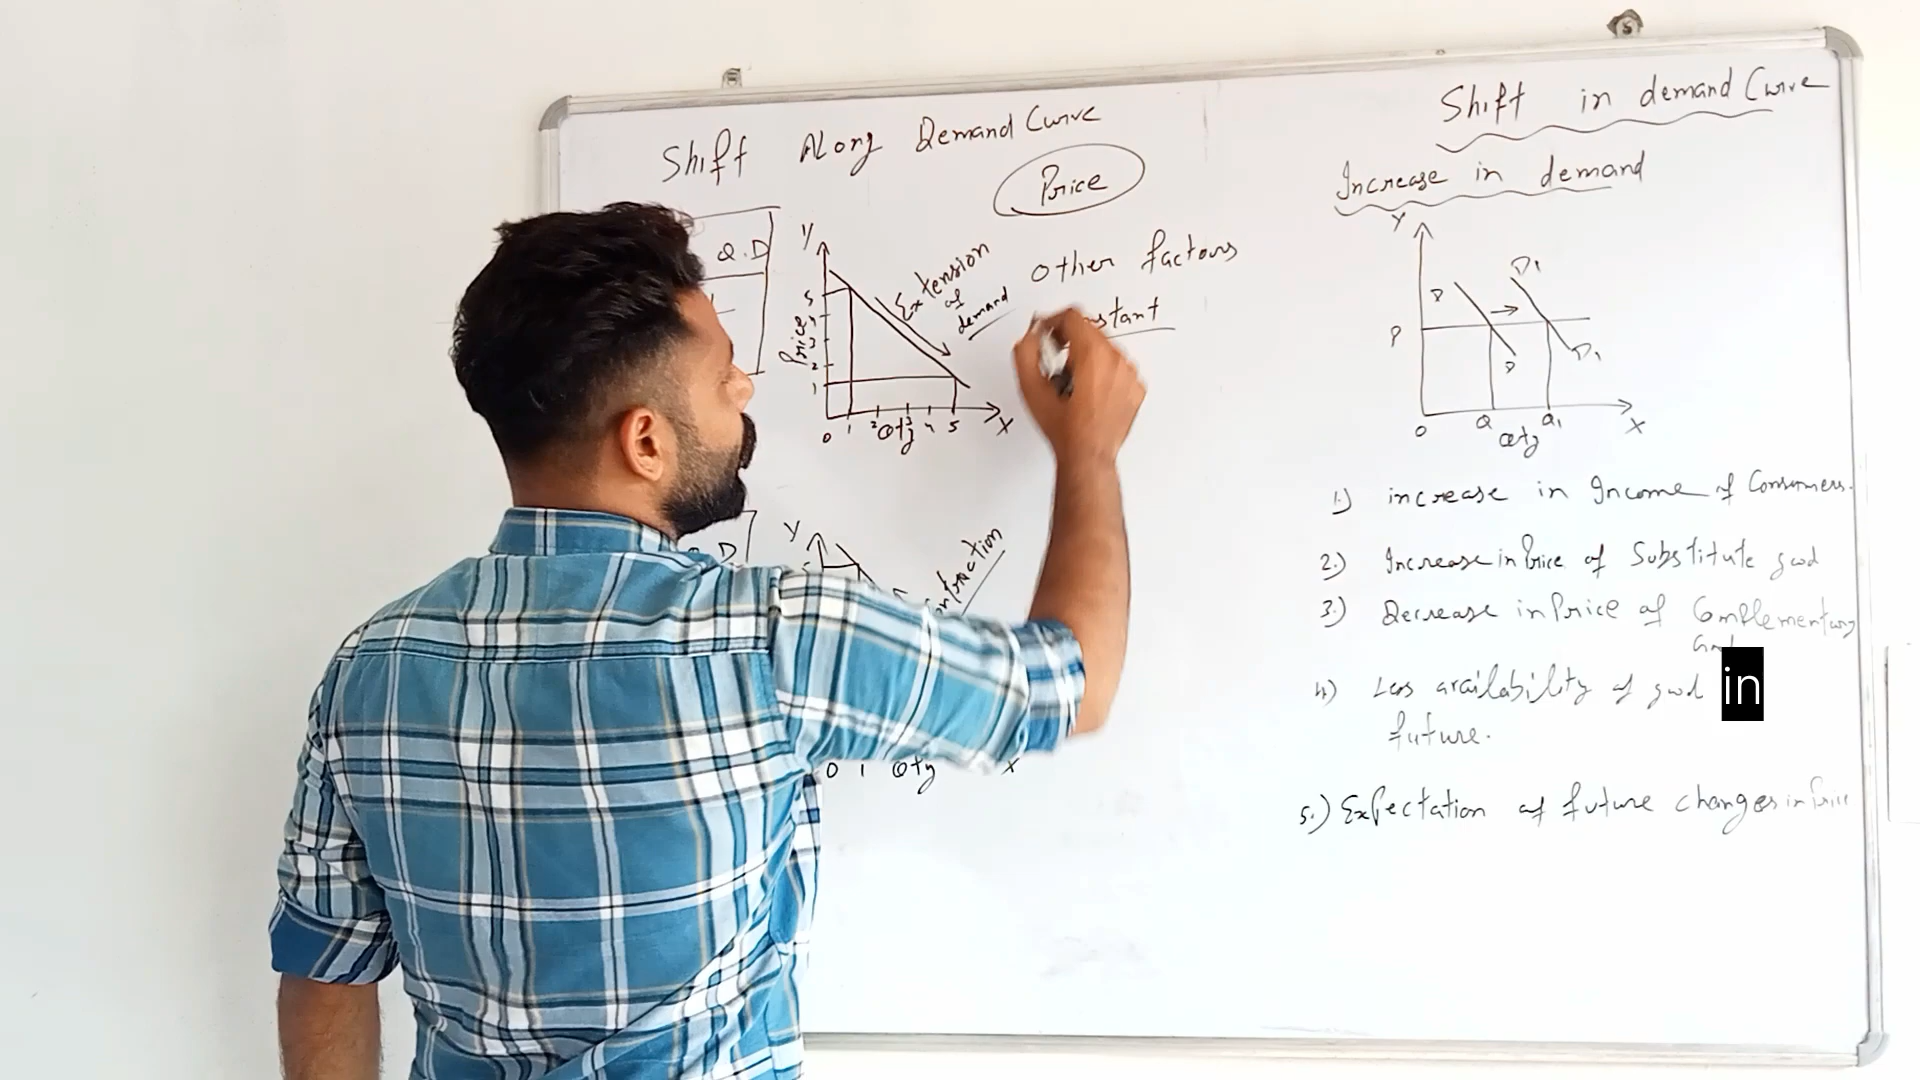 Shift Along Demand Curve
Price
Q.D
Y
Extension
of
demand
Other factors
5
4
3
2
1
Price
0 1 2 3 4 5 X
Qty
D
Y
0 1 Qty X
Shift in demand Curve
Increase in demand
Y
D D1
P
D D1
0 Q Q1 X
Qty
1.) increase in Income of Consumers.
2.) Increase in Price of Substitute good
3.) Decrease in Price of Complementary
4.) Less availability of good in
future.
5.) Expectation of future changes in Price